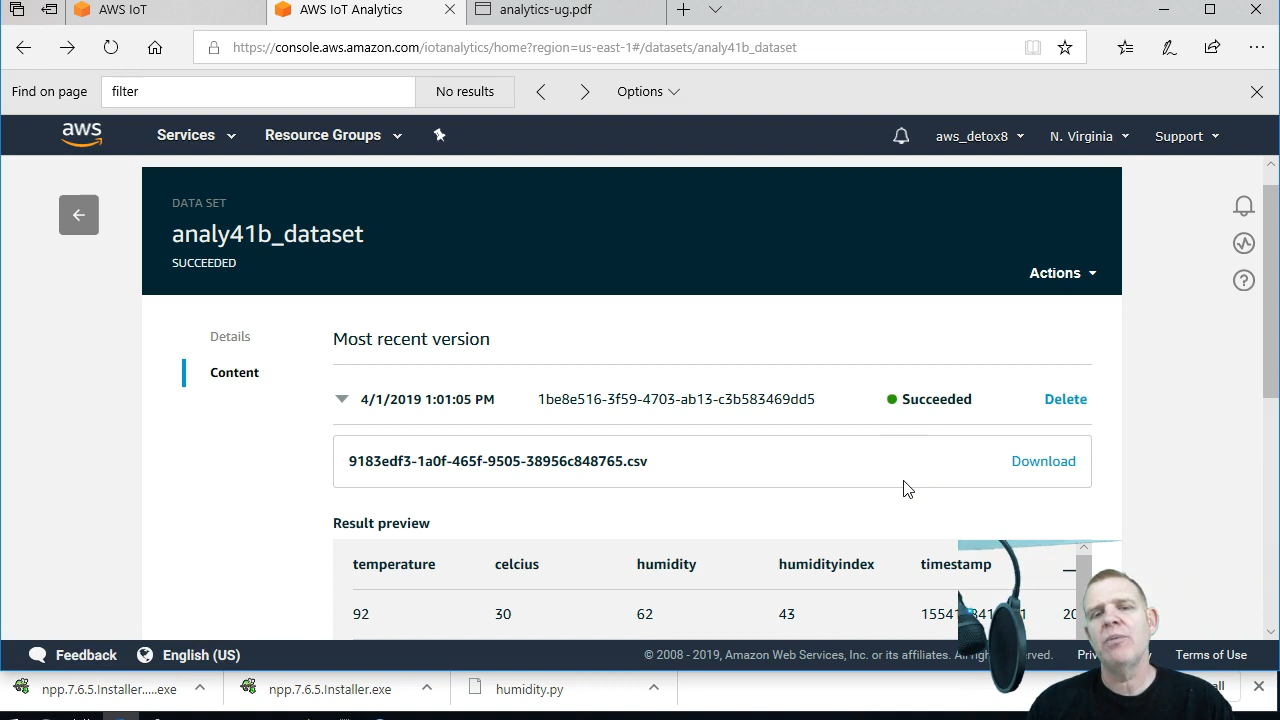 AWS IoT
AWS IoT Analytics
analytics-ug.pdf
https://console.aws.amazon.com/iotanalytics/home?region=us-east-1#/datasets/analy41b_dataset
Find on page
filter
No results
Options
aws
Services
Resource Groups
aws_detox8
N. Virginia
Support
DATA SET
analy41b_dataset
SUCCEEDED
Actions
Details
Content
Most recent version
4/1/2019 1:01:05 PM 1be8e516-3f59-4703-ab13-c3b583469dd5 Succeeded Delete
9183edf3-1a0f-465f-9505-38956c848765.csv Download
Result preview
temperature celcius humidity humidityindex timestamp
92 30 62 43
Feedback
English (US)
© 2008 - 2019, Amazon Web Services, Inc. or its affiliates.
Terms of Use
npp.7.6.5.Installer.....exe
npp.7.6.5.Installer.exe
humidity.py